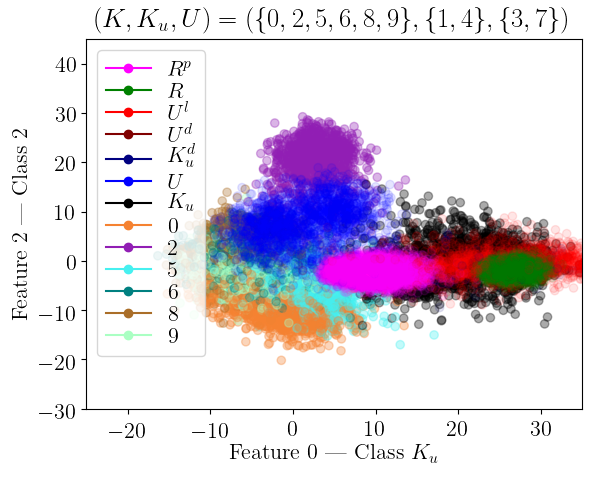 (K, K_u, U) = ({0, 2, 5, 6, 8, 9}, {1, 4}, {3, 7})
R^p
R
U^l
U^d
K_u^d
U
K_u
0
2
5
6
8
9
40
30
20
10
0
−10
−20
−30
Feature 2 — Class 2
−20 −10 0 10 20 30
Feature 0 — Class K_u